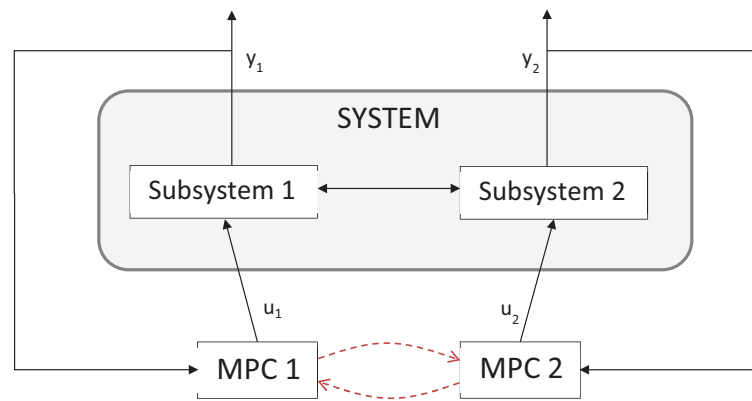 y₁
y₂
SYSTEM
Subsystem 1
Subsystem 2
u₁
u₂
MPC 1
MPC 2